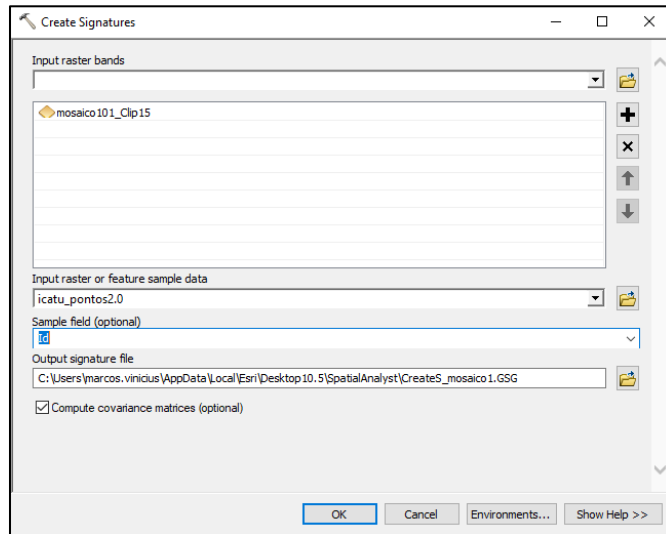 Create Signatures
Input raster bands
mosaico101_Clip15
Input raster or feature sample data
icatu_pontos2.0
Sample field (optional)
Id
Output signature file
C:\Users\marcos.vinicius\AppData\Local\Esri\Desktop10.5\SpatialAnalyst\CreateS_mosaico1.GSG
Compute covariance matrices (optional)
OK Cancel Environments... Show Help >>